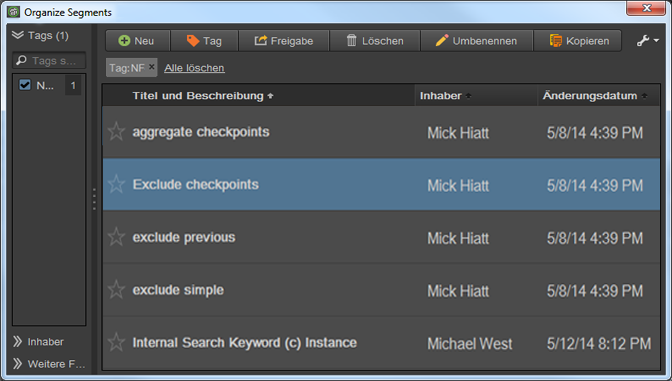 Organize Segments
Tags (1)
Neu Tag Freigabe Löschen Umbenennen Kopieren
Tags s...
Tag:NF × Alle löschen
N... 1
Titel und Beschreibung Inhaber Änderungsdatum
aggregate checkpoints Mick Hiatt 5/8/14 4:39 PM
Exclude checkpoints Mick Hiatt 5/8/14 4:39 PM
exclude previous Mick Hiatt 5/8/14 4:39 PM
exclude simple Mick Hiatt 5/8/14 4:39 PM
Internal Search Keyword (c) Instance Michael West 5/12/14 8:12 PM
Inhaber
Weitere F...